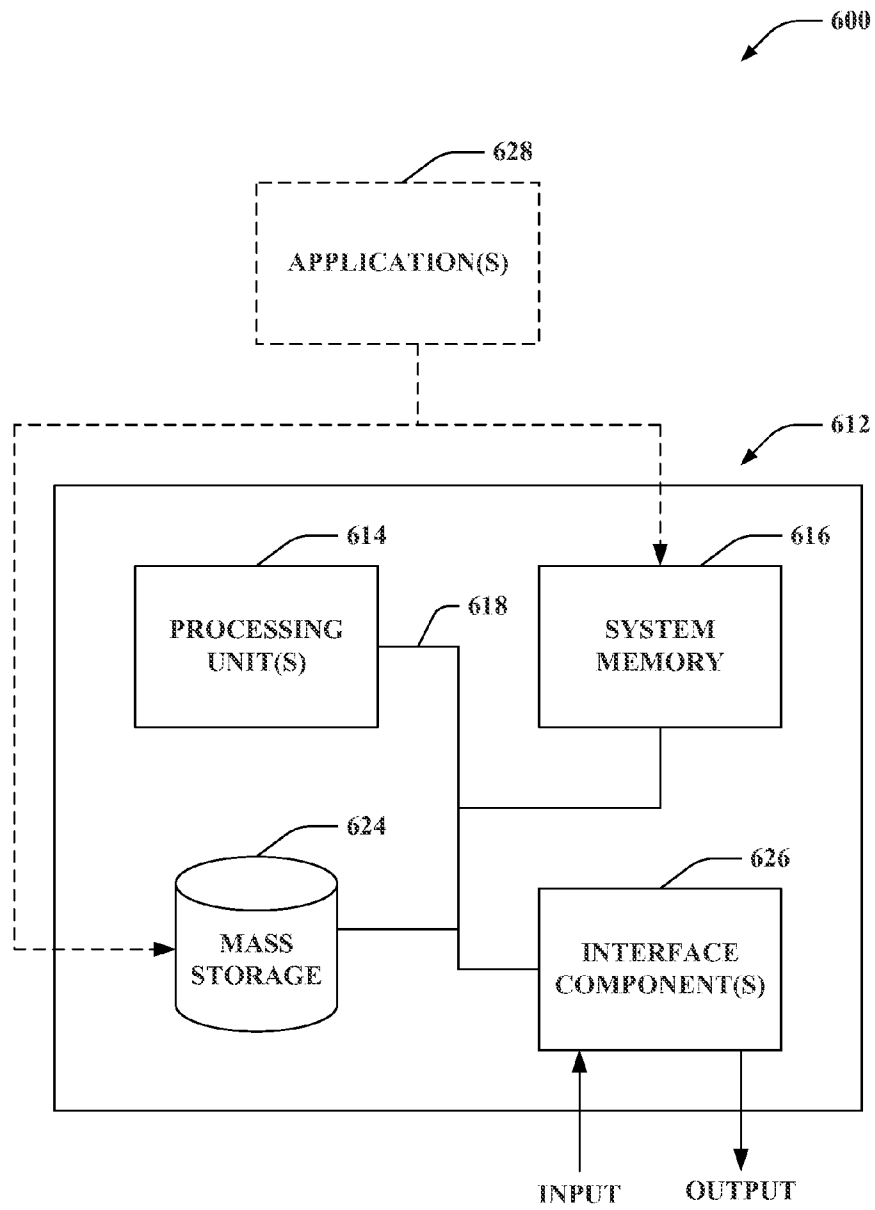 600
628
APPLICATION(S)
612
614
616
618
PROCESSING
UNIT(S)
SYSTEM
MEMORY
624
626
MASS
STORAGE
INTERFACE
COMPONENT(S)
INPUT
OUTPUT